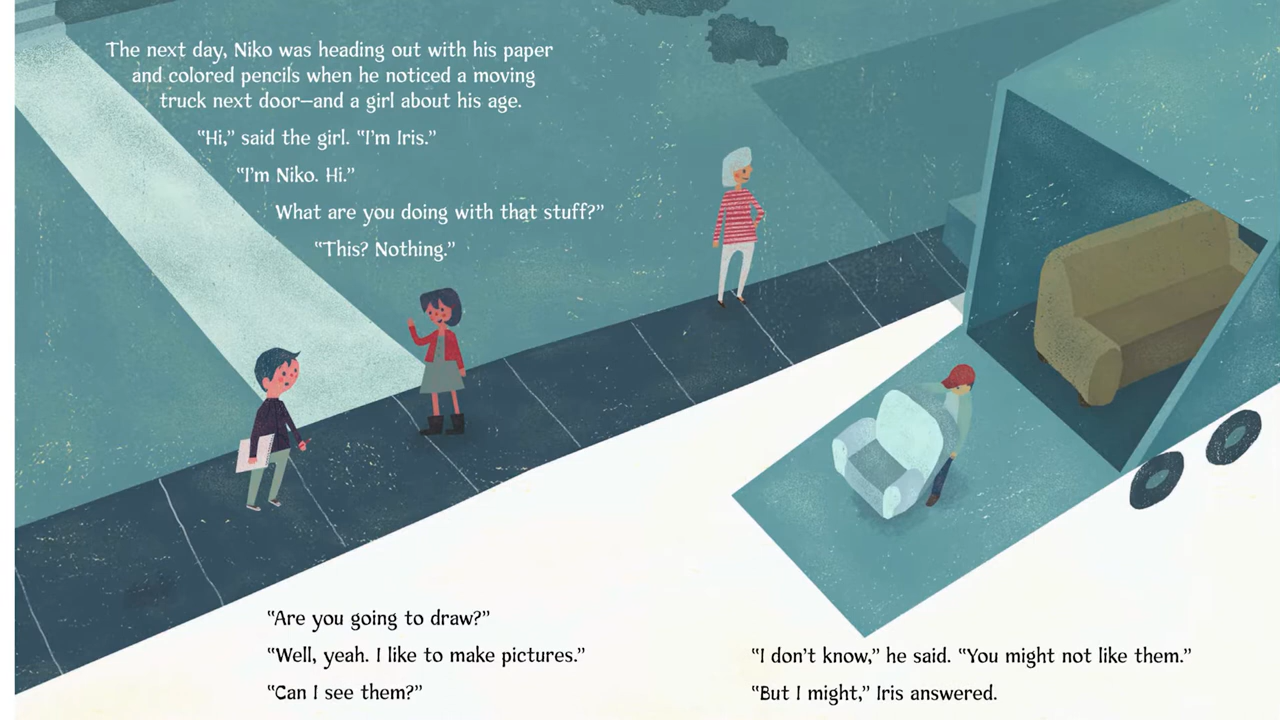 The next day, Niko was heading out with his paper
and colored pencils when he noticed a moving
truck next door—and a girl about his age.
“Hi,” said the girl. “I’m Iris.”
“I’m Niko. Hi.”
What are you doing with that stuff?”
“This? Nothing.”
“Are you going to draw?”
“Well, yeah. I like to make pictures.”
“Can I see them?”
“I don’t know,” he said. “You might not like them.”
“But I might,” Iris answered.